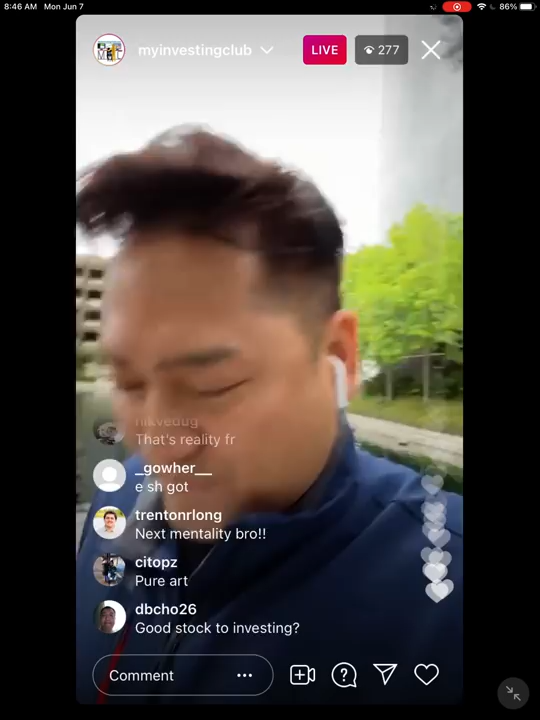 8:46 AM Mon Jun 7
86%
myinvestingclub
LIVE
277
nikvedug
That's reality fr
_gowher__
e sh got
trentonrlong
Next mentality bro!!
citopz
Pure art
dbcho26
Good stock to investing?
Comment